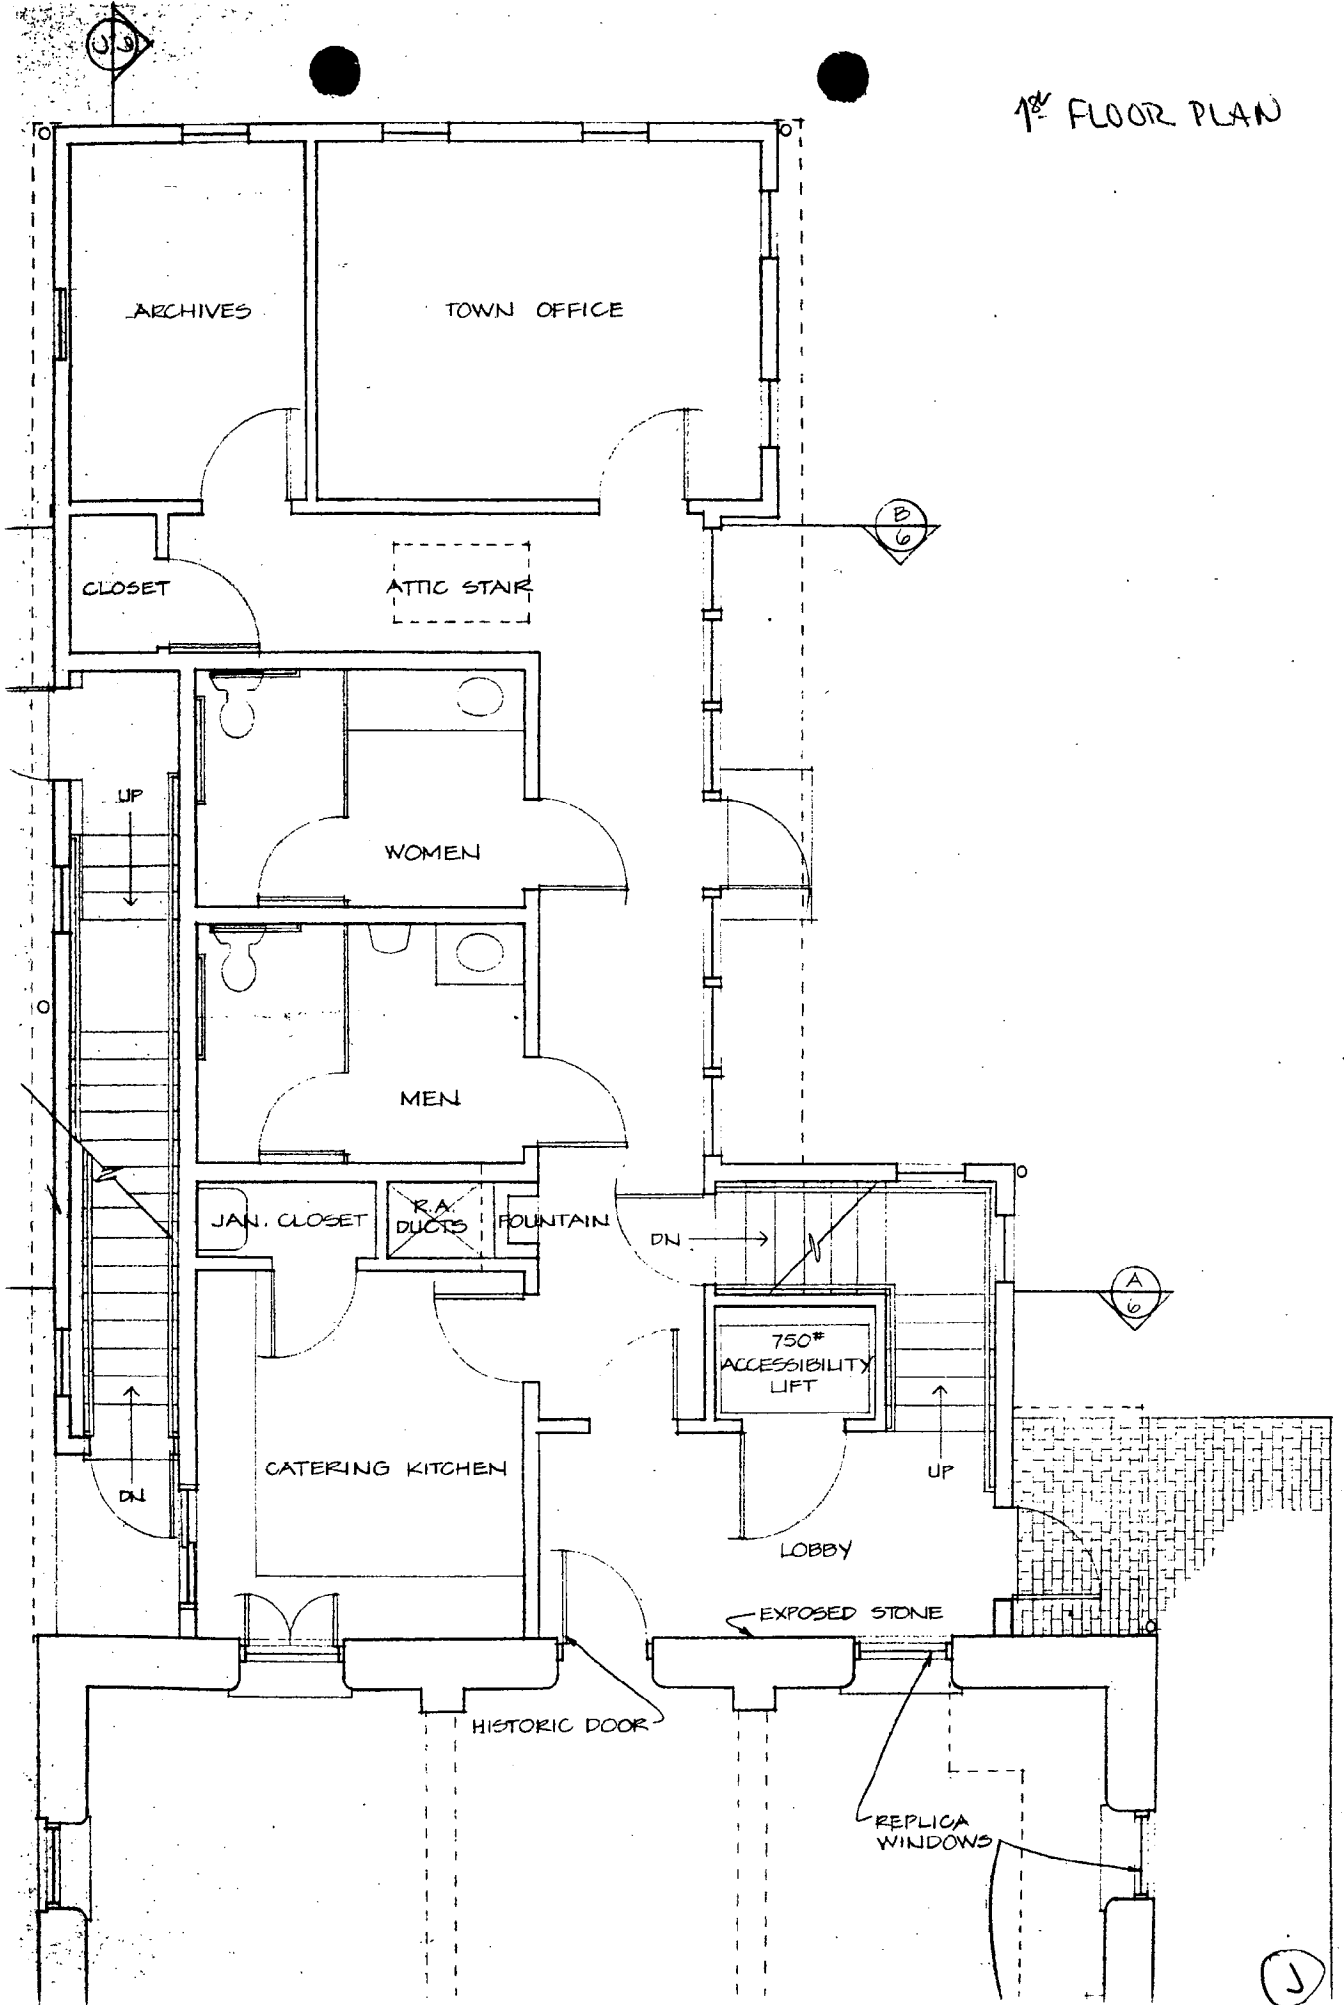 1st FLOOR PLAN
ARCHIVES
TOWN OFFICE
B
6
CLOSET
ATTIC STAIR
UP
WOMEN
MEN
JAN. CLOSET
R.A.
DUCTS
FOUNTAIN
DN
A
6
750#
ACCESSIBILITY
LIFT
CATERING KITCHEN
UP
DN
LOBBY
EXPOSED STONE
HISTORIC DOOR
REPLICA
WINDOWS
J